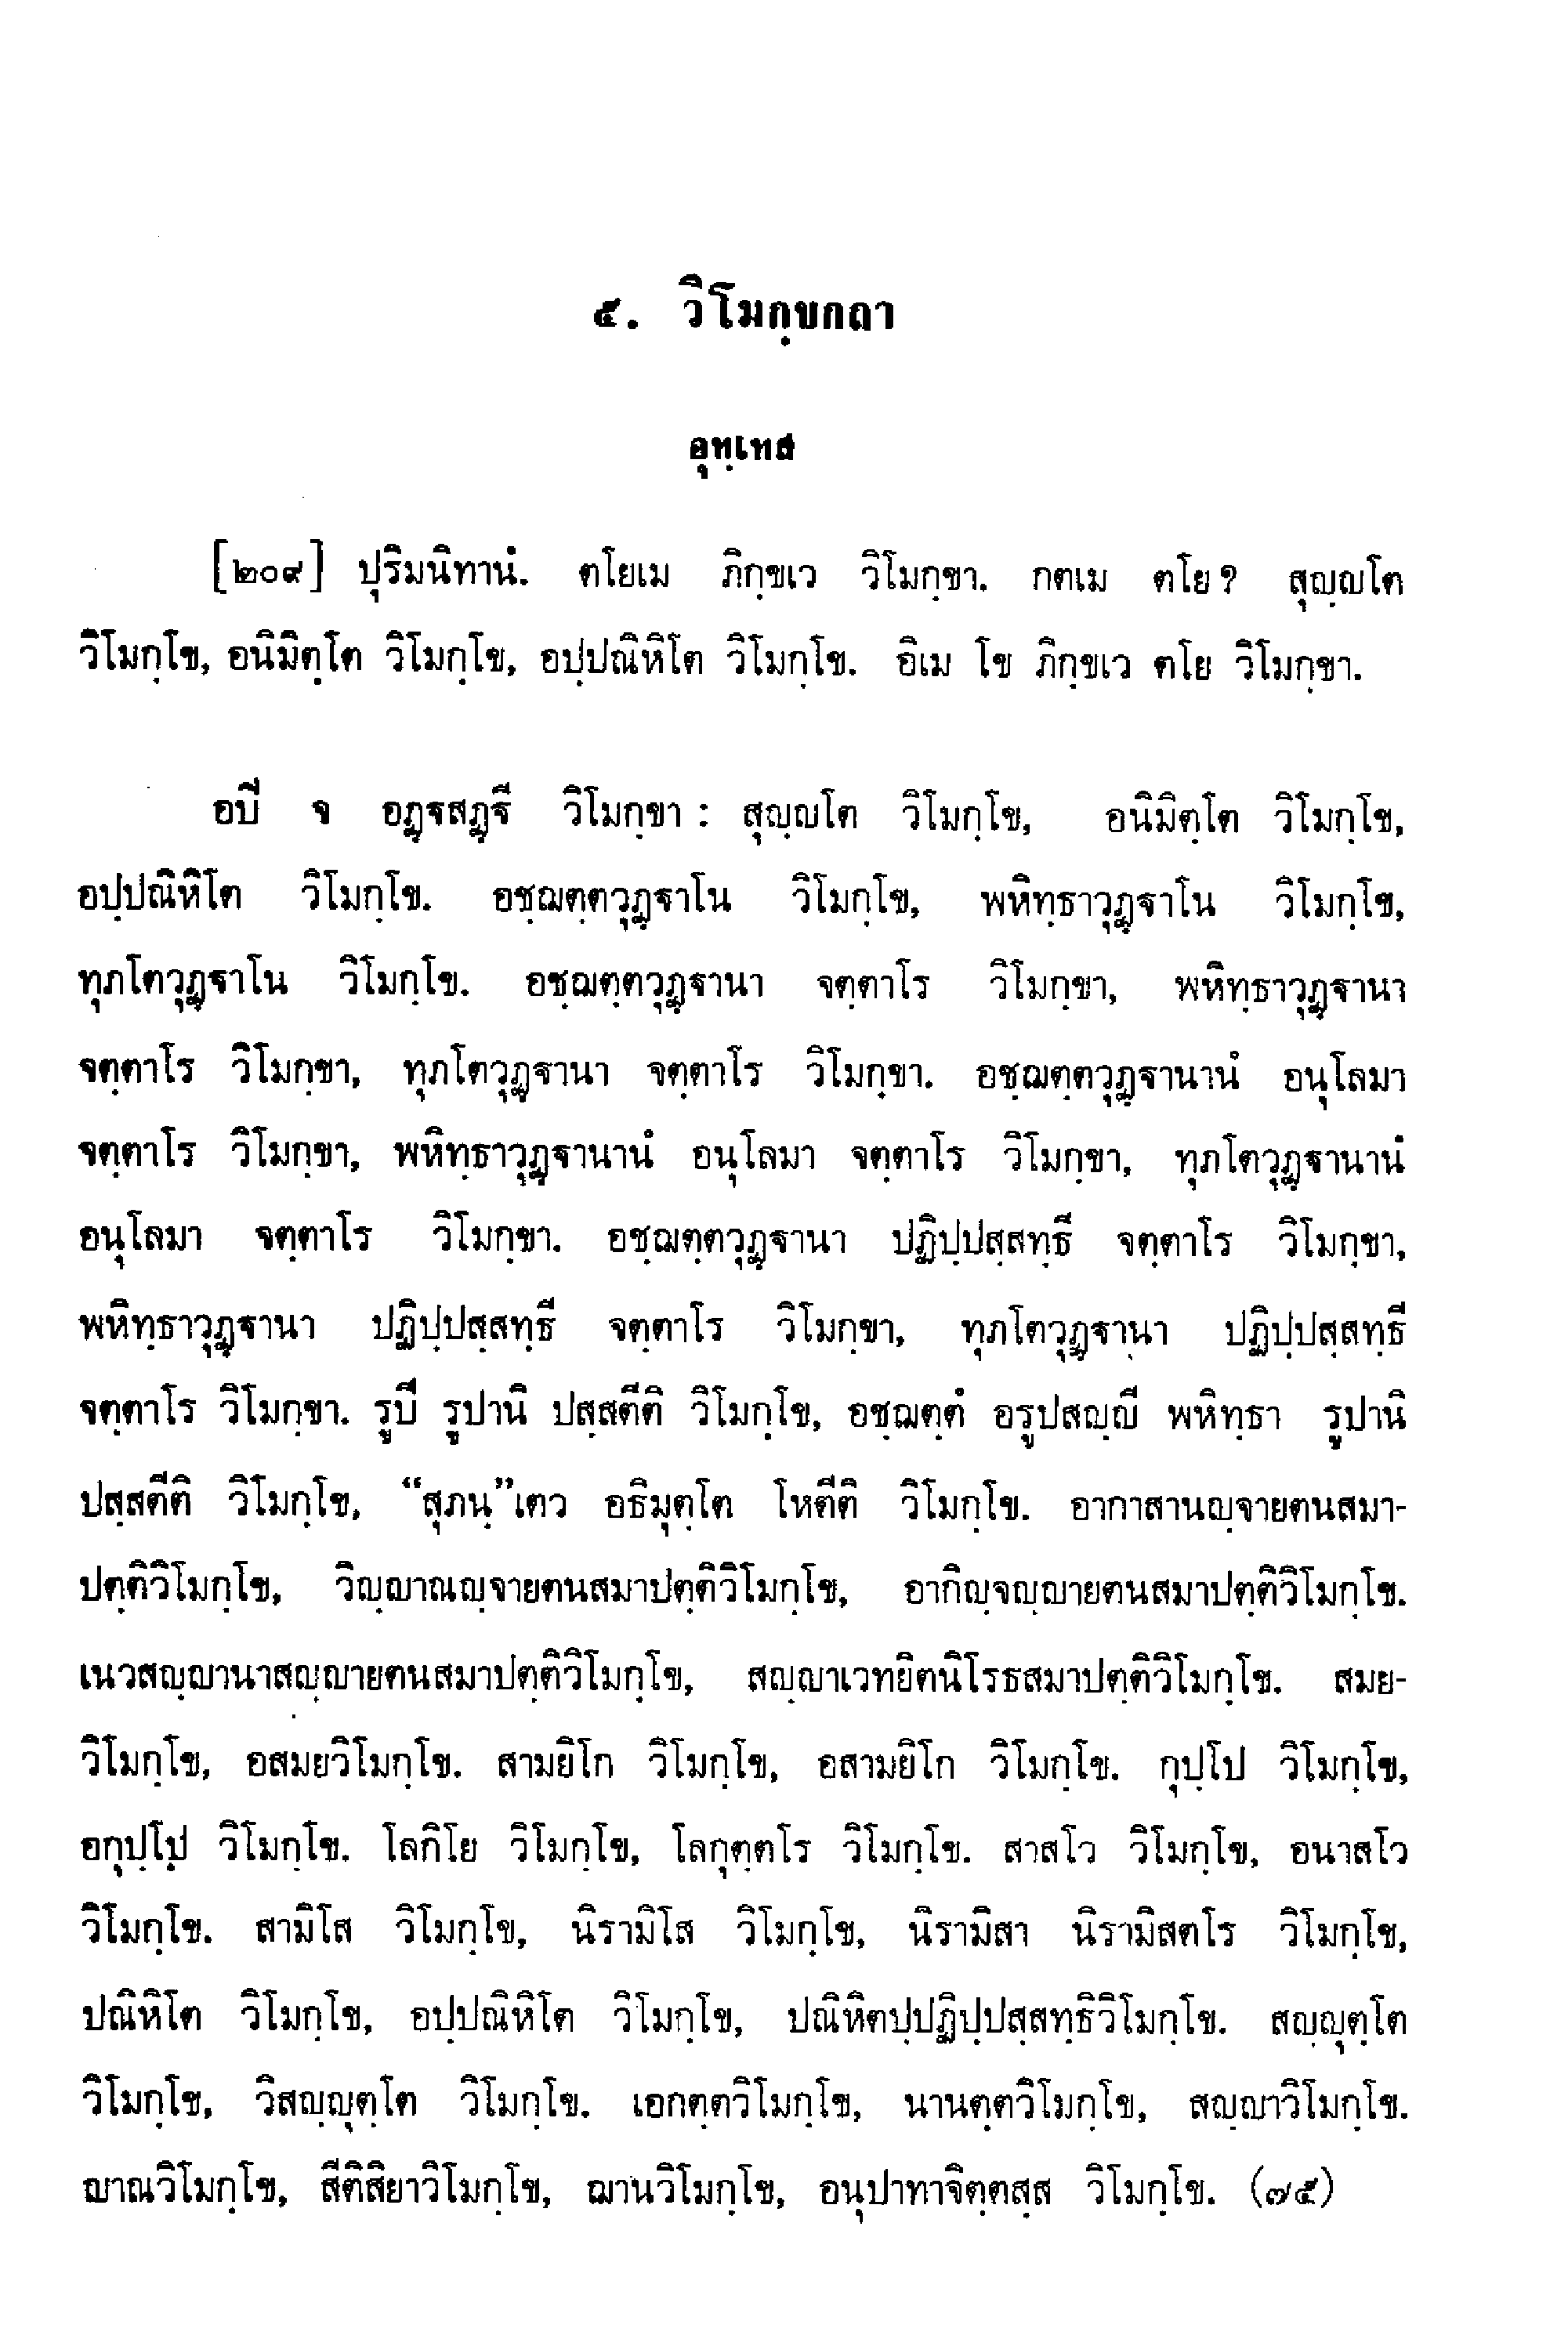 ๕. วิโมกฺขกถา
อุทฺเทส
[๒๐๙] ปุริมนิทานํ. ตโยเม ภิกฺขเว วิโมกฺขา. กตเม ตโย ? สุญฺญโต
วิโมกฺโข, อนิมิตฺโต วิโมกฺโข, อปฺปณิหิโต วิโมกฺโข. อิเม โข ภิกฺขเว ตโย วิโมกฺขา.
อปิ จ อฏฺฐสฏฺฐี วิโมกฺขา : สุญฺญโต วิโมกฺโข, อนิมิตฺโต วิโมกฺโข,
อปฺปณิหิโต วิโมกฺโข. อชฺฌตฺตวุฏฺฐาโน วิโมกฺโข, พหิทฺธาวุฏฺฐาโน วิโมกฺโข,
ทุภโตวุฏฺฐาโน วิโมกฺโข. อชฺฌตฺตวุฏฺฐานา จตฺตาโร วิโมกฺขา, พหิทฺธาวุฏฺฐานา
จตฺตาโร วิโมกฺขา, ทุภโตวุฏฺฐานา จตฺตาโร วิโมกฺขา. อชฺฌตฺตวุฏฺฐานานํ อนุโลมา
จตฺตาโร วิโมกฺขา, พหิทฺธาวุฏฺฐานานํ อนุโลมา จตฺตาโร วิโมกฺขา, ทุภโตวุฏฺฐานานํ
อนุโลมา จตฺตาโร วิโมกฺขา. อชฺฌตฺตวุฏฺฐานา ปฏิปฺปสฺสทฺธี จตฺตาโร วิโมกฺขา,
พหิทฺธาวุฏฺฐานา ปฏิปฺปสฺสทฺธี จตฺตาโร วิโมกฺขา, ทุภโตวุฏฺฐานา ปฏิปฺปสฺสทฺธี
จตฺตาโร วิโมกฺขา. รูปี รูปานิ ปสฺสตีติ วิโมกฺโข, อชฺฌตฺตํ อรูปสญฺญี พหิทฺธา รูปานิ
ปสฺสตีติ วิโมกฺโข, “สุภนฺ”เตว อธิมุตฺโต โหตีติ วิโมกฺโข. อากาสานญฺจายตนสมา-
ปตฺติวิโมกฺโข, วิญฺญาณญฺจายตนสมาปตฺติวิโมกฺโข, อากิญฺจญฺญายตนสมาปตฺติวิโมกฺโข.
เนวสญฺญานาสญฺญายตนสมาปตฺติวิโมกฺโข, สญฺญาเวทยิตนิโรธสมาปตฺติวิโมกฺโข. สมย-
วิโมกฺโข, อสมยวิโมกฺโข. สามยิโก วิโมกฺโข, อสามยิโก วิโมกฺโข. กุปฺโป วิโมกฺโข,
อกุปฺโป วิโมกฺโข. โลกิโย วิโมกฺโข, โลกุตฺตโร วิโมกฺโข. สาสโว วิโมกฺโข, อนาสโว
วิโมกฺโข. สามิโส วิโมกฺโข, นิรามิโส วิโมกฺโข, นิรามิสา นิรามิสตโร วิโมกฺโข,
ปณิหิโต วิโมกฺโข, อปฺปณิหิโต วิโมกฺโข, ปณิหิตปฺปฏิปฺปสฺสทฺธิวิโมกฺโข. สญฺญุตฺโต
วิโมกฺโข, วิสญฺญุตฺโต วิโมกฺโข. เอกตฺตวิโมกฺโข, นานตฺตวิโมกฺโข, สญฺญาวิโมกฺโข.
ญาณวิโมกฺโข, สีติสิยาวิโมกฺโข, ฌานวิโมกฺโข, อนุปาทาจิตฺตสฺส วิโมกฺโข. (๗๕)